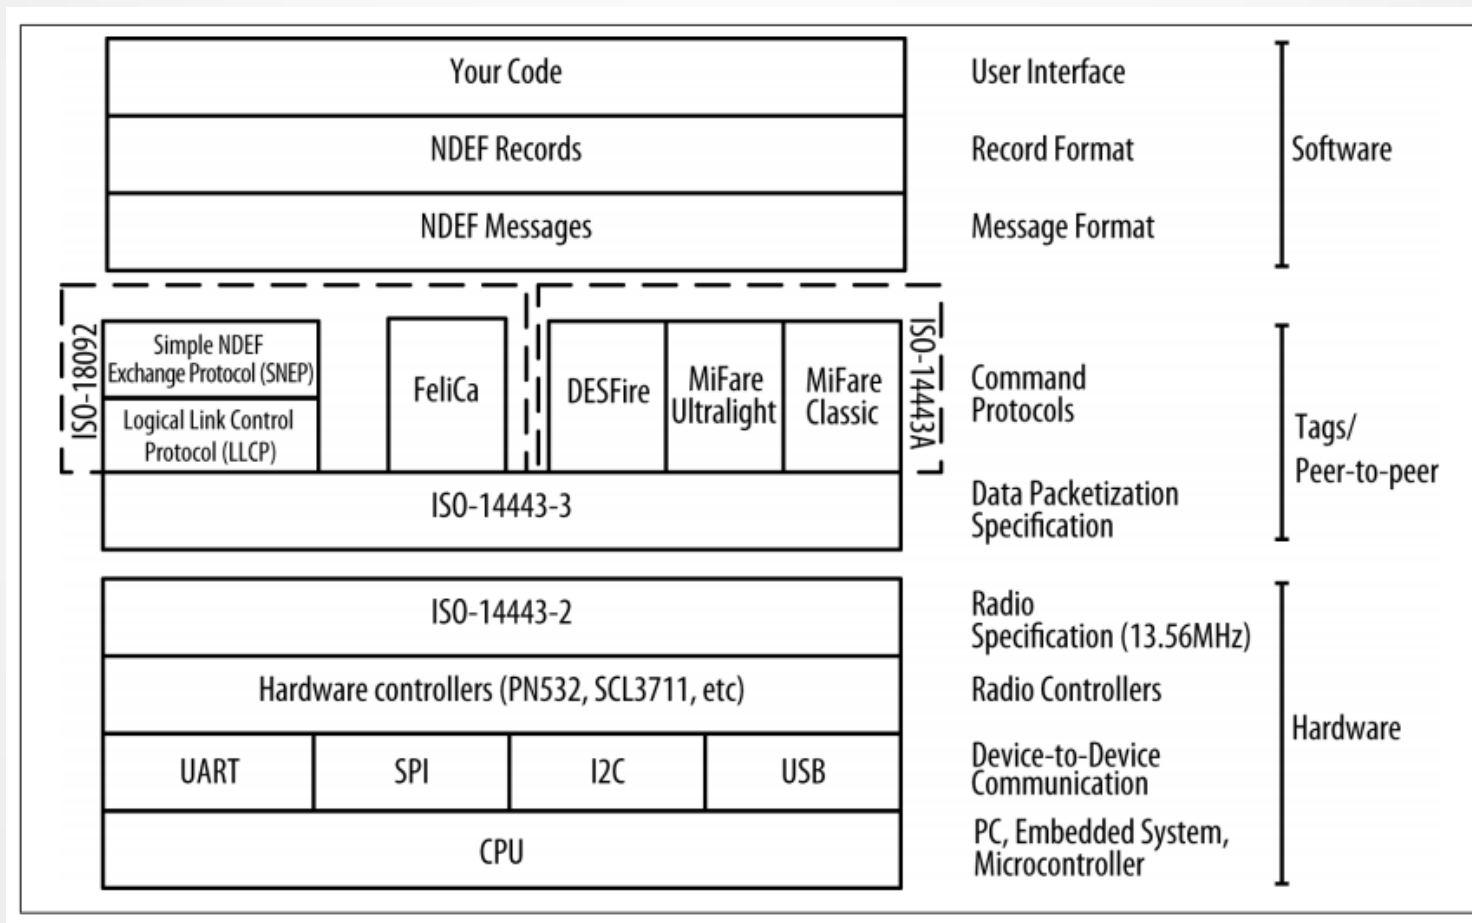 Your Code
User Interface
NDEF Records
Record Format
Software
NDEF Messages
Message Format
ISO-18092
Simple NDEF
Exchange Protocol (SNEP)
Logical Link Control
Protocol (LLCP)
FeliCa
DESFire
MiFare
Ultralight
MiFare
Classic
ISO-14443A
Command
Protocols
Tags/
Peer-to-peer
ISO-14443-3
Data Packetization
Specification
ISO-14443-2
Radio
Specification (13.56MHz)
Hardware controllers (PN532, SCL3711, etc)
Radio Controllers
Hardware
UART
SPI
I2C
USB
Device-to-Device
Communication
CPU
PC, Embedded System,
Microcontroller